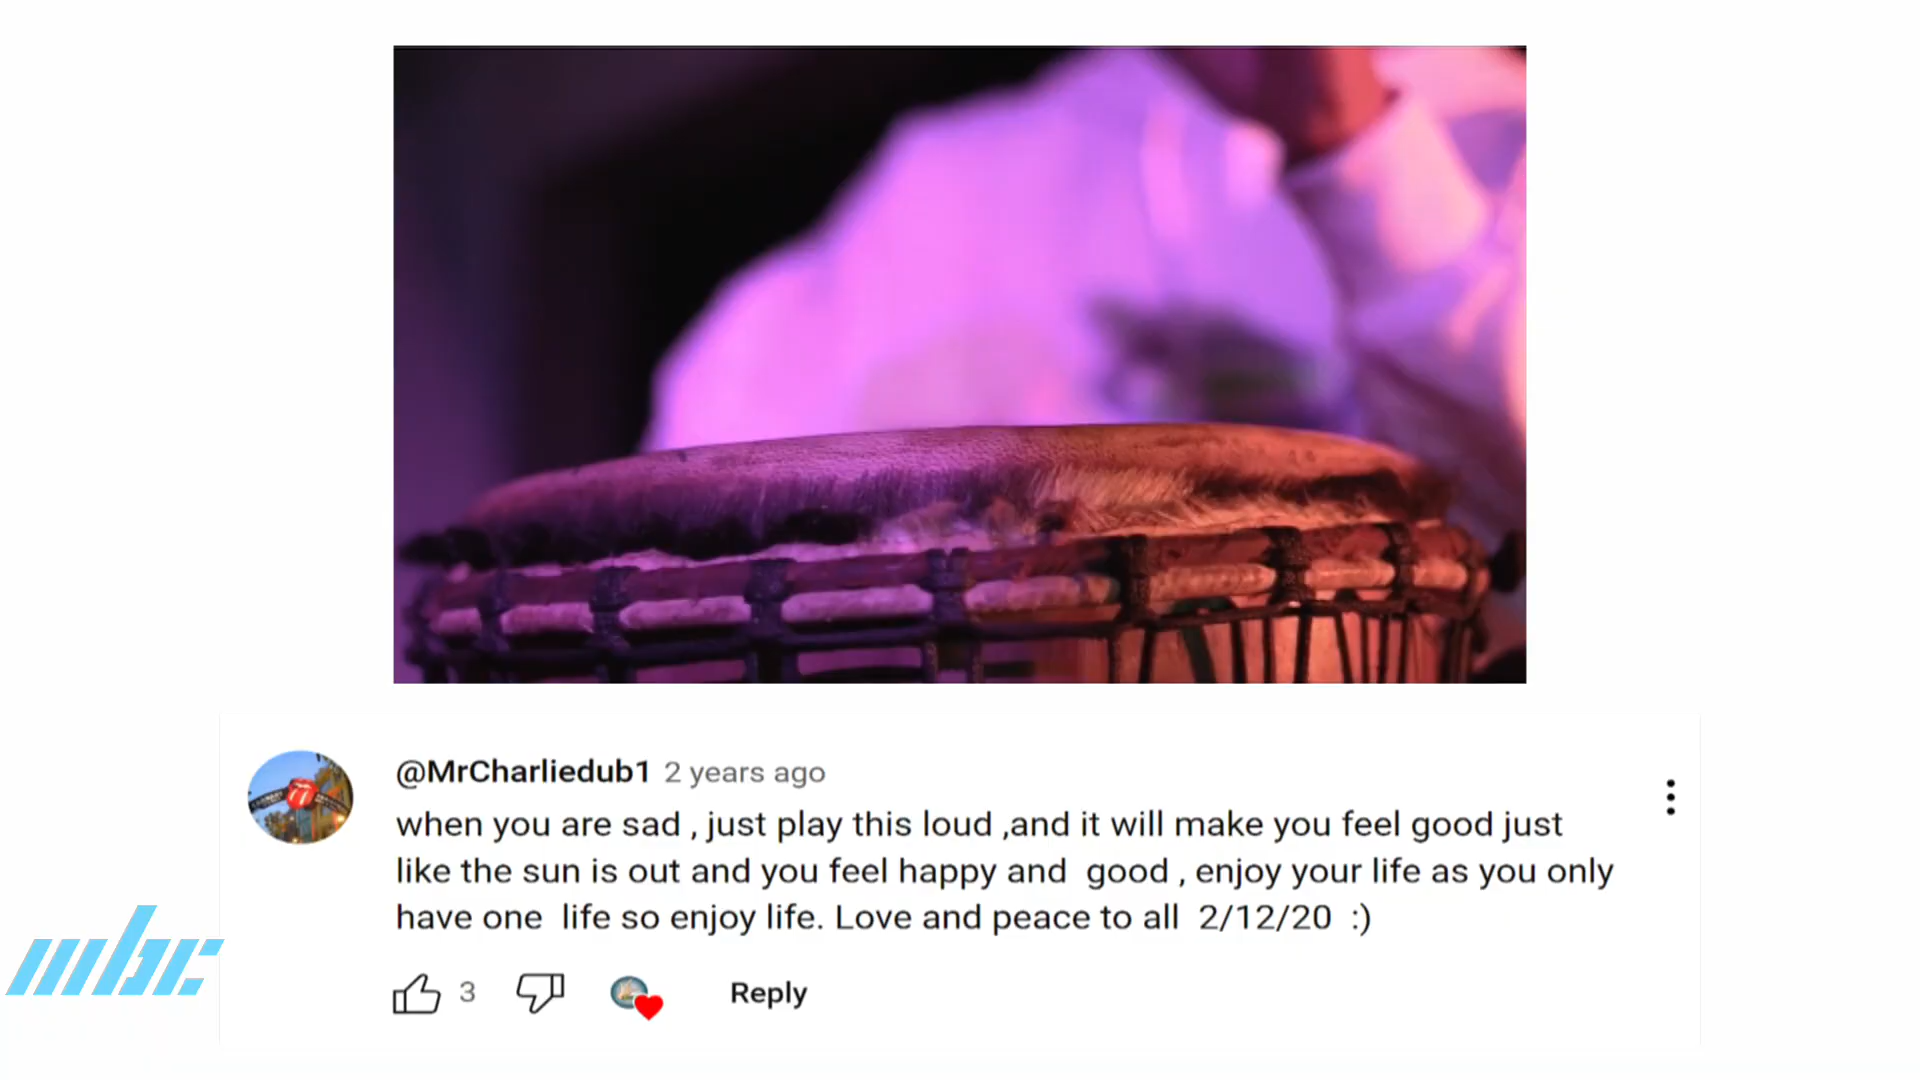 @MrCharliedub1 2 years ago
when you are sad , just play this loud ,and it will make you feel good just
like the sun is out and you feel happy and  good , enjoy your life as you only
have one  life so enjoy life. Love and peace to all  2/12/20  :)
3 Reply
mbc